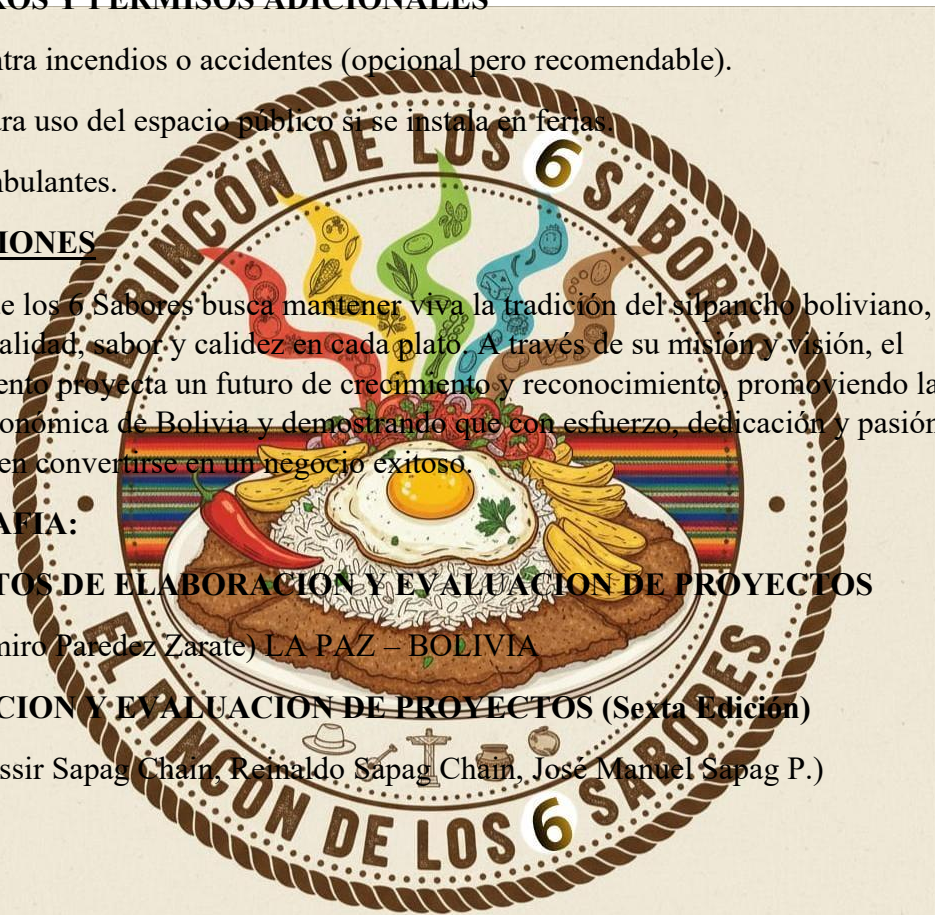 ROS Y PERMISOS ADICIONALES
ntra incendios o accidentes (opcional pero recomendable).
ara uso del espacio público si se instala en ferias.
mbulantes.
IONES
e los 6 Sabores busca mantener viva la tradición del silpancho boliviano,
alidad, sabor y calidez en cada plato. A través de su misión y visión, el
ento proyecta un futuro de crecimiento y reconocimiento, promoviendo la
onómica de Bolivia y demostrando que con esfuerzo, dedicación y pasión
en convertirse en un negocio exitoso.
AFIA:
TOS DE ELABORACION Y EVALUACION DE PROYECTOS
miro Paredez Zarate) LA PAZ – BOLIVIA
CION Y EVALUACION DE PROYECTOS (Sexta Edición)
ssir Sapag Chain, Reinaldo Sapag Chain, José Manuel Sapag P.)
EL RINCÓN DE LOS 6 SABORES
EL RINCÓN DE LOS 6 SABORES